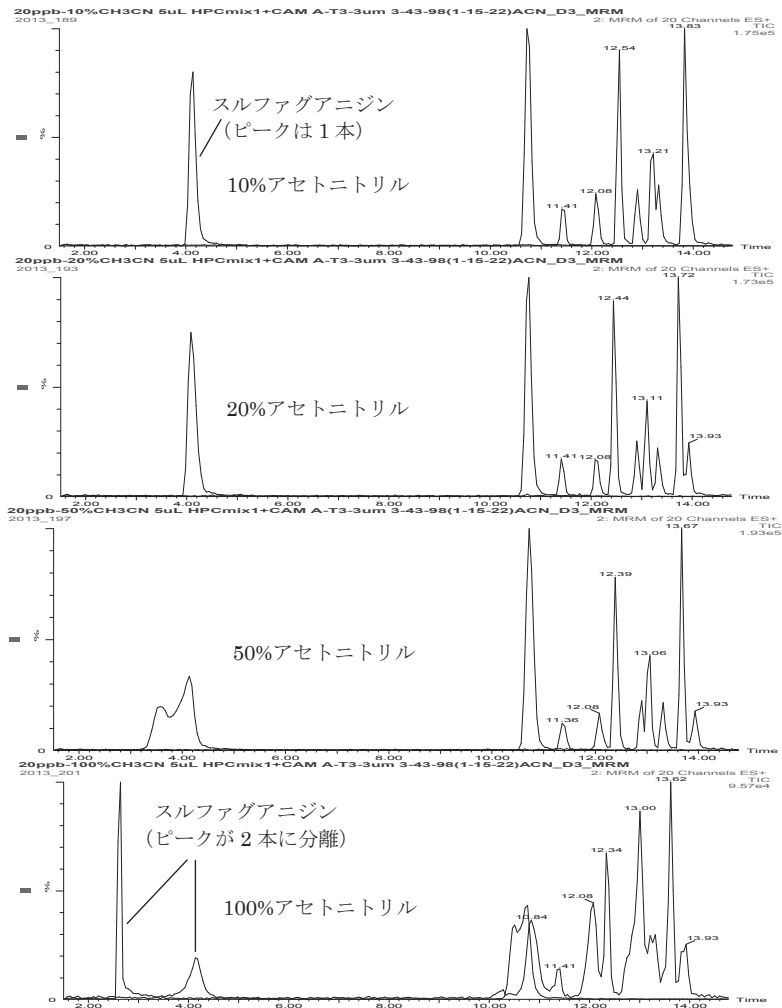 20ppb-10%CH3CN 5uL HPCmix1+CAM A-T3-3um 3-43-98(1-15-22)ACN_D3_MRM
2013_189
2: MRM of 20 Channels ES+
TIC
1.75e5
13.83
12.54
スルファグアニジン
(ピークは1本)
13.21
10%アセトニトリル
12.08
11.41
%
0
2.00 4.00 6.00 8.00 10.00 12.00 14.00
Time
20ppb-20%CH3CN 5uL HPCmix1+CAM A-T3-3um 3-43-98(1-15-22)ACN_D3_MRM
2013_193
2: MRM of 20 Channels ES+
TIC
1.73e5
13.72
12.44
20%アセトニトリル
13.11
13.93
11.41 12.08
%
0
2.00 4.00 6.00 8.00 10.00 12.00 14.00
Time
20ppb-50%CH3CN 5uL HPCmix1+CAM A-T3-3um 3-43-98(1-15-22)ACN_D3_MRM
2013_197
2: MRM of 20 Channels ES+
TIC
1.93e5
13.67
12.39
50%アセトニトリル
13.06
12.08
13.93
11.36
%
0
2.00 4.00 6.00 8.00 10.00 12.00 14.00
Time
20ppb-100%CH3CN 5uL HPCmix1+CAM A-T3-3um 3-43-98(1-15-22)ACN_D3_MRM
2013_201
2: MRM of 20 Channels ES+
TIC
9.57e4
13.62
スルファグアニジン
(ピークが2本に分離)
13.00
12.34
100%アセトニトリル
12.08
10.84
13.93
11.41
%
0
2.00 4.00 6.00 8.00 10.00 12.00 14.00
Time